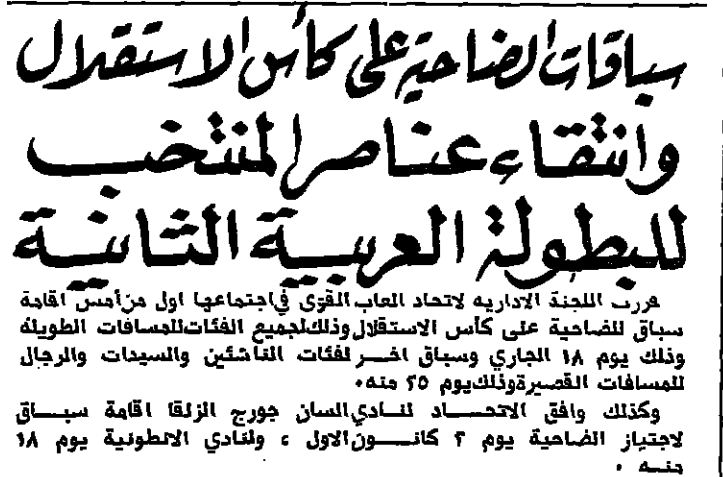 سباقات الضاحية على كأس الاستقلال
وانتقاء عناصر المنتخب
للبطولة العربية الثانية
قررت اللجنة الاداريه لاتحاد العاب القوى في اجتماعها اول من أمس اقامة
سباق للضاحية على كأس الاستقلال وذلك لجميع الفئات للمسافات الطويله
وذلك يوم ١٨ الجاري وسباق اخر لفئات الناشئين والسيدات والرجال
للمسافات القصيرة وذلك يوم ٢٥ منه.
وكذلك وافق الاتحاد لنادي السان جورج الزلقا اقامة سباق
لاجتياز الضاحية يوم ٢ كانون الاول ، ولنادي الانطونية يوم ١٨
منه .